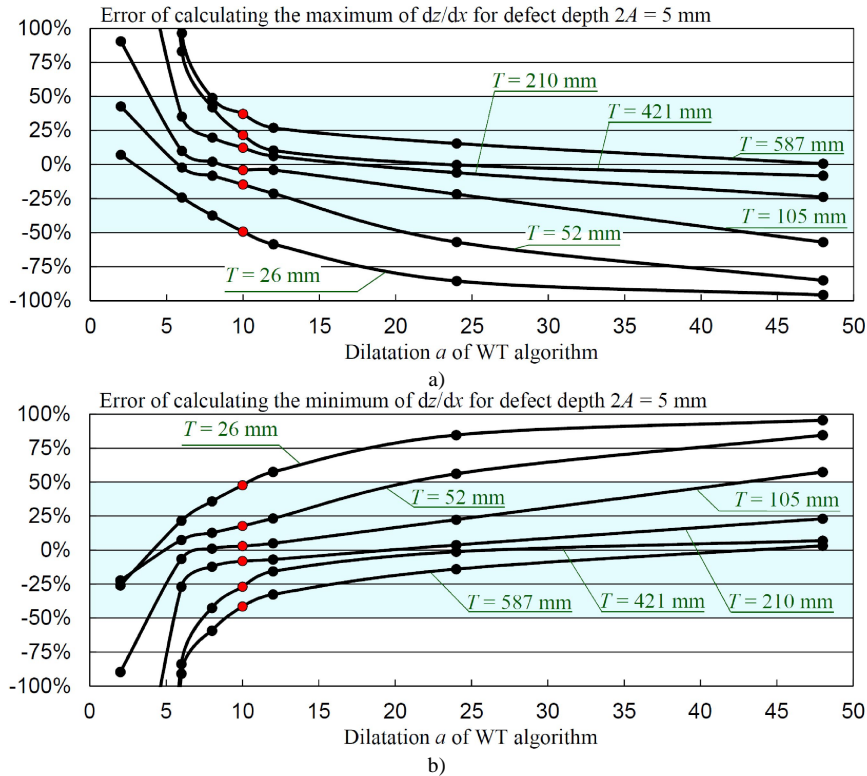 Error of calculating the maximum of dz/dx for defect depth 2A = 5 mm
100%
75%
50%
25%
0%
-25%
-50%
-75%
-100%
T = 210 mm
T = 421 mm
T = 587 mm
T = 105 mm
T = 52 mm
T = 26 mm
0 5 10 15 20 25 30 35 40 45 50
Dilatation a of WT algorithm
a)
Error of calculating the minimum of dz/dx for defect depth 2A = 5 mm
100%
75%
50%
25%
0%
-25%
-50%
-75%
-100%
T = 26 mm
T = 52 mm
T = 105 mm
T = 587 mm
T = 421 mm
T = 210 mm
0 5 10 15 20 25 30 35 40 45 50
Dilatation a of WT algorithm
b)